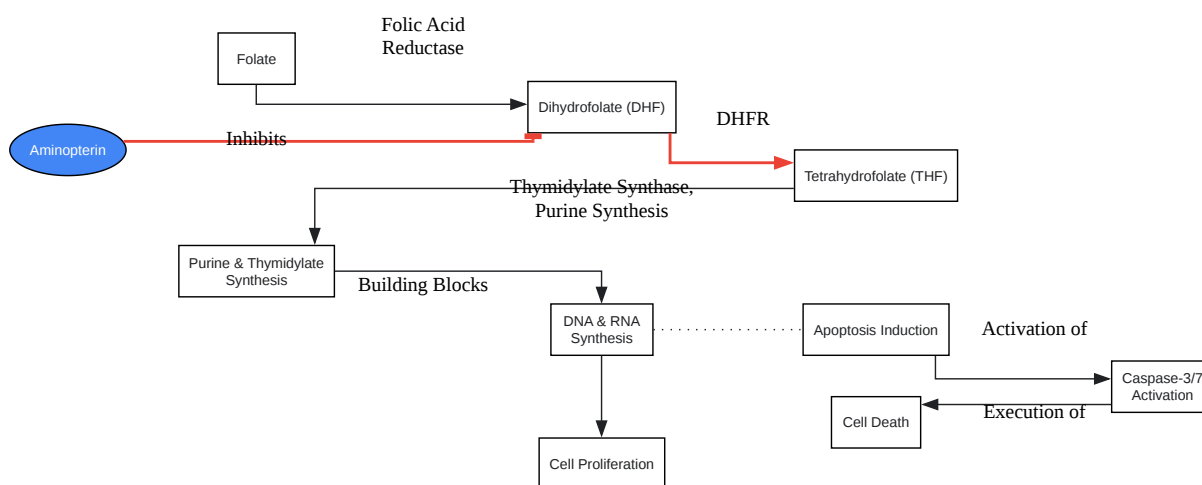 Folic Acid
Reductase
Folate
Dihydrofolate (DHF)
DHFR
Inhibits
Aminopterin
Tetrahydrofolate (THF)
Thymidylate Synthase,
Purine Synthesis
Purine & Thymidylate
Synthesis
Building Blocks
DNA & RNA
Synthesis
Apoptosis Induction
Activation of
Caspase-3/7
Activation
Execution of
Cell Death
Cell Proliferation